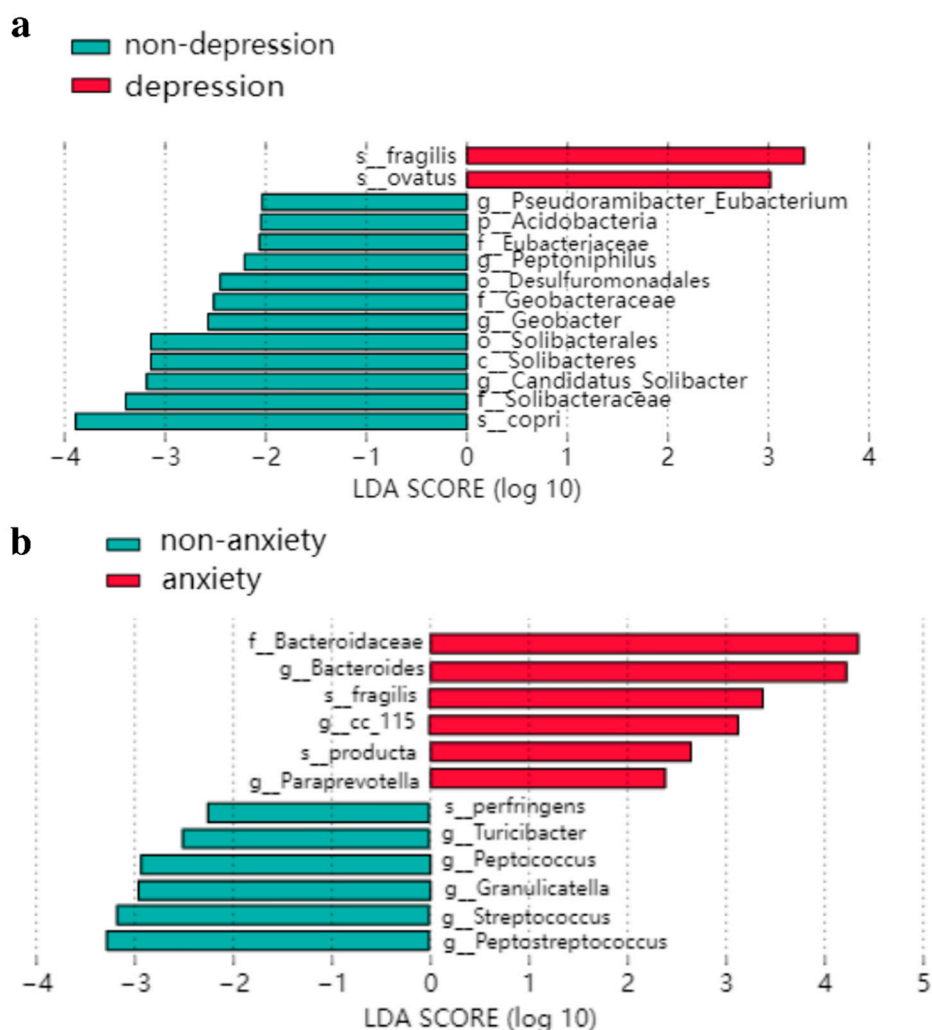 a
non-depression
depression
s__fragilis
s__ovatus
g__Pseudoramibacter_Eubacterium
p__Acidobacteria
f__Eubacteriaceae
g__Peptoniphilus
o__Desulfuromonadales
f__Geobacteraceae
g__Geobacter
o__Solibacterales
c__Solibacteres
g__Candidatus_Solibacter
f__Solibacteraceae
s__copri
−4 −3 −2 −1 0 1 2 3 4
LDA SCORE (log 10)
b
non-anxiety
anxiety
f__Bacteroidaceae
g__Bacteroides
s__fragilis
g__cc_115
s__producta
g__Paraprevotella
s__perfringens
g__Turicibacter
g__Peptococcus
g__Granulicatella
g__Streptococcus
g__Peptostreptococcus
−4 −3 −2 −1 0 1 2 3 4 5
LDA SCORE (log 10)